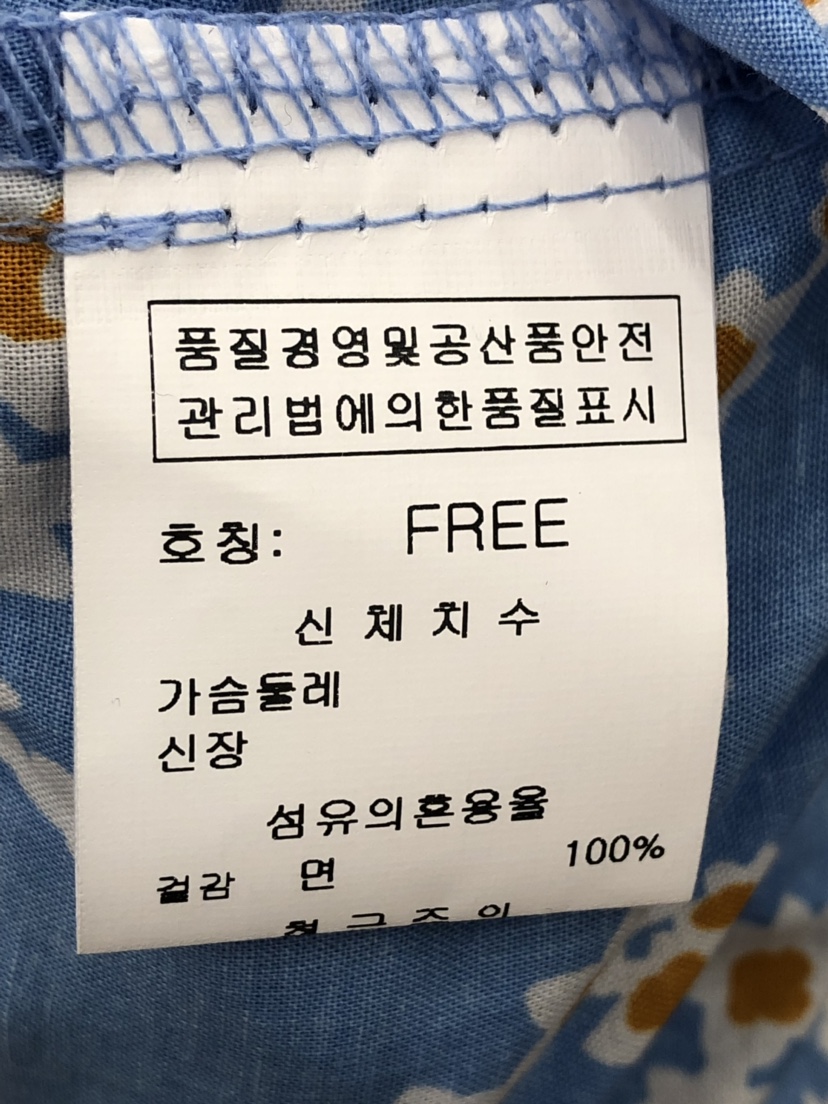 품질경영및공산품안전
관리법에의한품질표시
호칭: FREE
신체치수
가슴둘레
신장
섬유의혼용율
겉감 면 100%